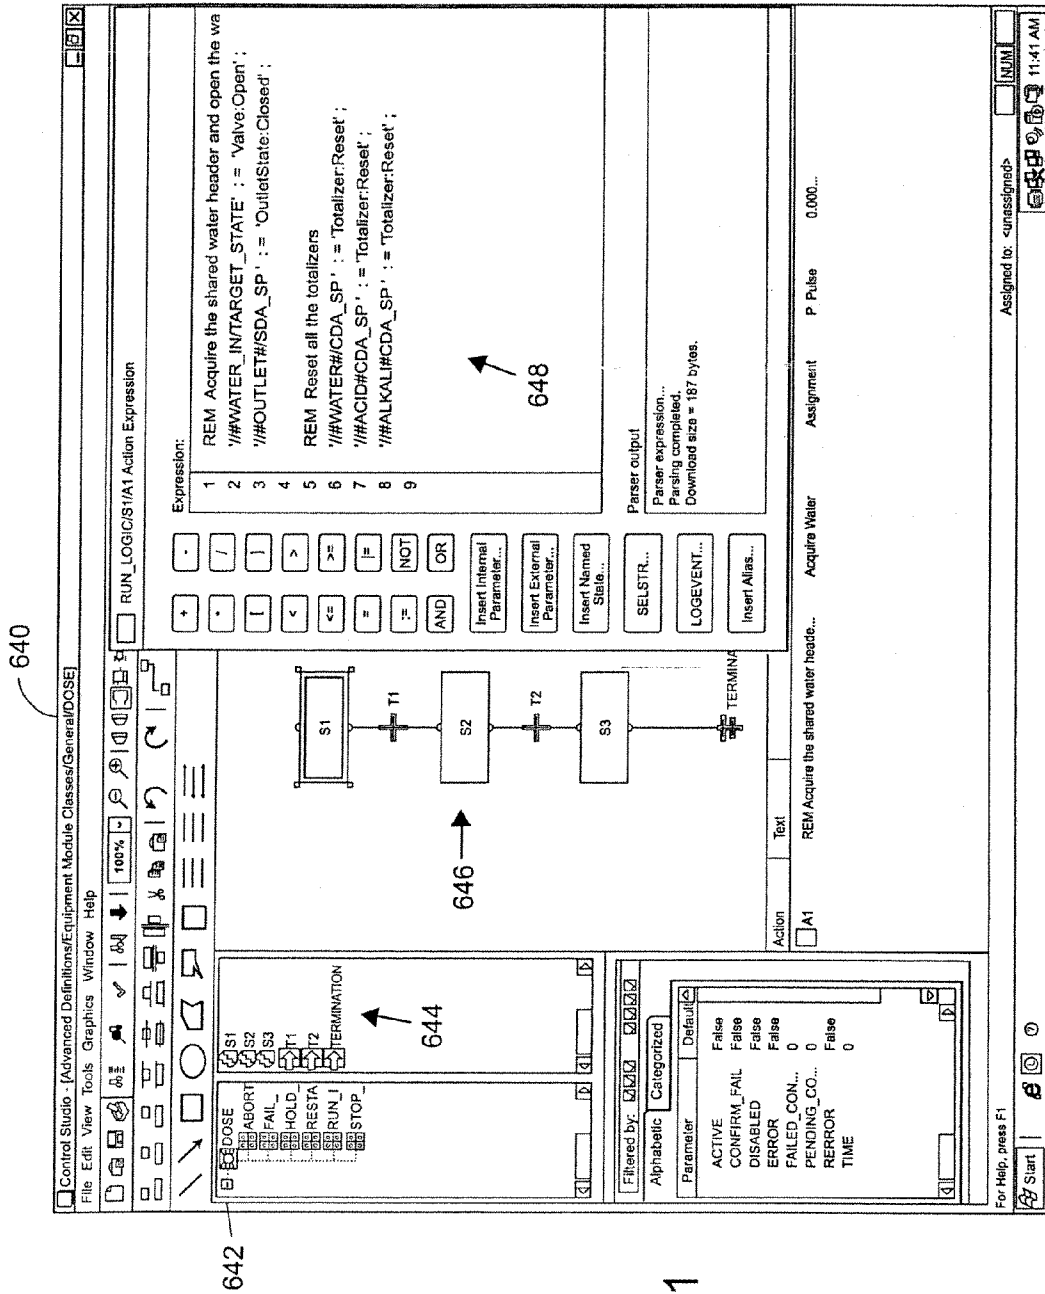 640
Control Studio - [Advanced Definitions/Equipment Module Classes/General/DOSE]
File Edit View Tools Graphics Window Help
100%
642
DOSE
ABORT
FAIL_
HOLD_
RESTA
RUN_I
STOP_
S1
S2
S3
T1
T2
TERMINATION
644
646
S1
T1
S2
T2
S3
TERMINA
RUN_LOGIC/S1/A1 Action Expression
+ -
* /
[ ]
< >
<= >=
= |=
:= NOT
AND OR
Insert Internal
Parameter...
Insert External
Parameter...
Insert Named
State...
SELSTR...
LOGEVENT...
Insert Alias...
Expression:
1 REM Acquire the shared water header and open the wa
2 '//#WATER_IN/TARGET_STATE' : = 'Valve:Open' ;
3 '//#OUTLET#/SDA_SP ' : = 'OutletState:Closed' ;
4
5 REM Reset all the totalizers
6 '//#WATER#/CDA_SP ' : = 'Totalizer:Reset' ;
7 '//#ACID#CDA_SP ' : = 'Totalizer:Reset' ;
8 '//#ALKALI#CDA_SP ' : = 'Totalizer:Reset' ;
9
648
Parser output
Parser expression...
Parsing completed.
Download size = 187 bytes.
Filtered by:
Alphabetic Categorized
Parameter Default
ACTIVE False
CONFIRM_FAIL False
DISABLED False
ERROR False
FAILED_CON... 0
PENDING_CO... 0
RERROR False
TIME 0
Action Text
A1 REM Acquire the shared water heade... Acquire Water Assignment P Pulse 0.000...
For Help, press F1
Assigned to: <unassigned>
NUM
Start
11:41 AM
1